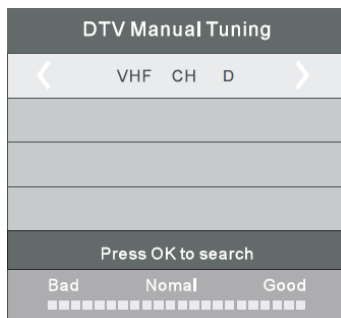 DTV Manual Tuning
VHF CH D
Press OK to search
Bad Nomal Good